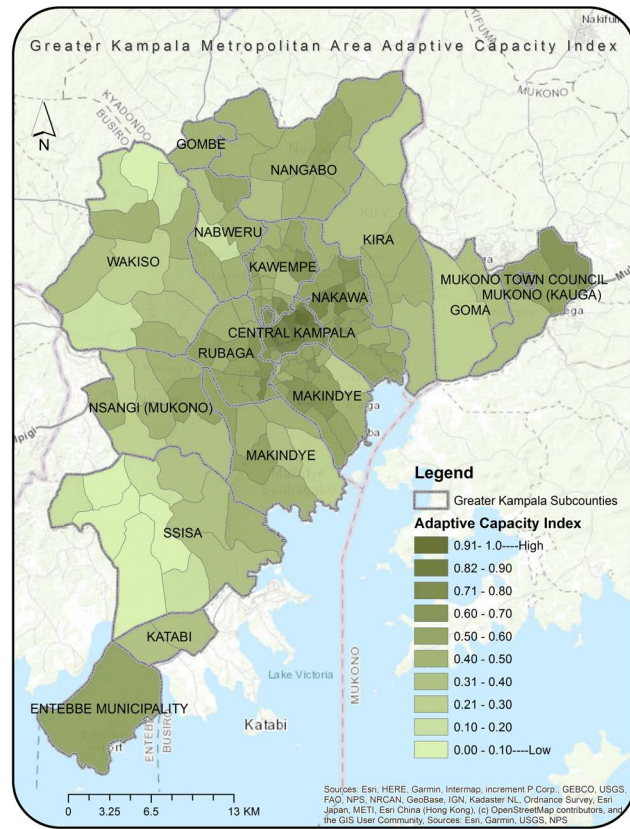 Greater Kampala Metropolitan Area Adaptive Capacity Index
Nakifuma
MUKONO
KYADONDO
BUSIRO
N
GOMBE
NANGABO
NABWERU
KIRA
WAKISO
KAWEMPE
NAKAWA
MUKONO TOWN COUNCIL
MUKONO (KAUGA)
GOMA
CENTRAL KAMPALA
RUBAGA
MAKINDYE
NSANGI (MUKONO)
MAKINDYE
SSISA
KATABI
ENTEBBE MUNICIPALITY
Lake Victoria
Katabi
MUKONO
BUSIRO
Legend
Greater Kampala Subcounties
Adaptive Capacity Index
0.91- 1.0----High
0.82 - 0.90
0.71 - 0.80
0.60 - 0.70
0.50 - 0.60
0.40 - 0.50
0.31 - 0.40
0.21 - 0.30
0.10 - 0.20
0.00 - 0.10----Low
0 3.25 6.5 13 KM
Sources: Esri, HERE, Garmin, Intermap, increment P Corp., GEBCO, USGS,
FAO, NPS, NRCAN, GeoBase, IGN, Kadaster NL, Ordnance Survey, Esri
Japan, METI, Esri China (Hong Kong), (c) OpenStreetMap contributors, and
the GIS User Community, Sources: Esri, Garmin, USGS, NPS